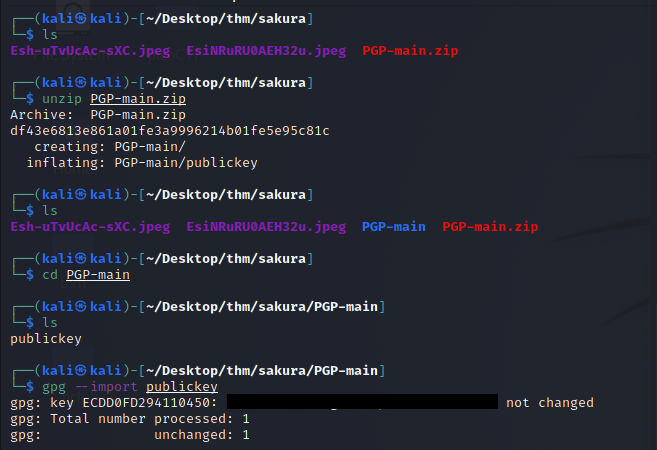 ┌──(kali㉿kali)-[~/Desktop/thm/sakura]
└─$ ls
Esh-uTvUcAc-sXC.jpeg  EsiNRuRU0AEH32u.jpeg  PGP-main.zip
┌──(kali㉿kali)-[~/Desktop/thm/sakura]
└─$ unzip PGP-main.zip
Archive:  PGP-main.zip
df43e6813e861a01fe3a9996214b01fe5e95c81c
   creating: PGP-main/
  inflating: PGP-main/publickey
┌──(kali㉿kali)-[~/Desktop/thm/sakura]
└─$ ls
Esh-uTvUcAc-sXC.jpeg  EsiNRuRU0AEH32u.jpeg  PGP-main  PGP-main.zip
┌──(kali㉿kali)-[~/Desktop/thm/sakura]
└─$ cd PGP-main
┌──(kali㉿kali)-[~/Desktop/thm/sakura/PGP-main]
└─$ ls
publickey
┌──(kali㉿kali)-[~/Desktop/thm/sakura/PGP-main]
└─$ gpg --import publickey
gpg: key ECDD0FD294110450: not changed
gpg: Total number processed: 1
gpg:              unchanged: 1